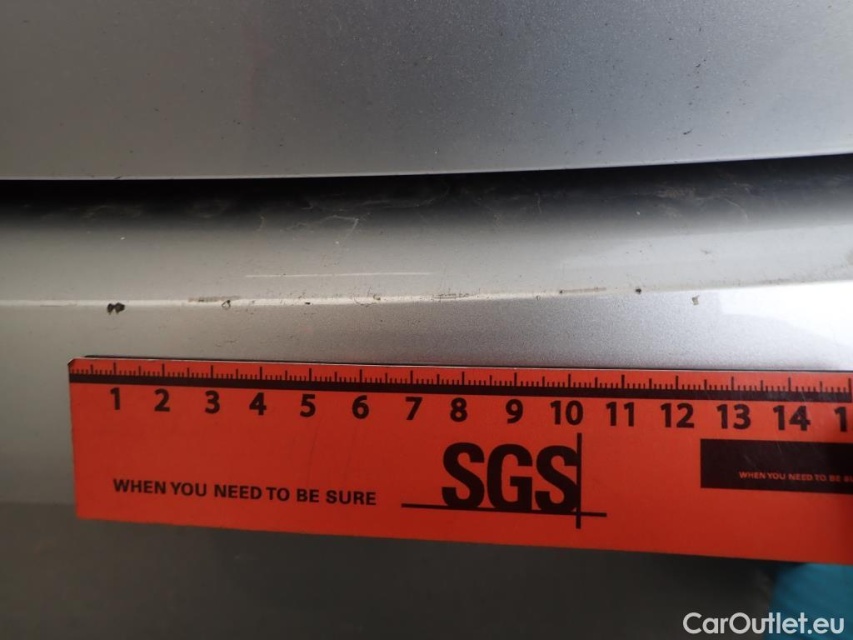 1 2 3 4 5 6 7 8 9 10 11 12 13 14 1
SGS
WHEN YOU NEED TO BE SURE
WHEN YOU NEED TO BE
CarOutlet.eu